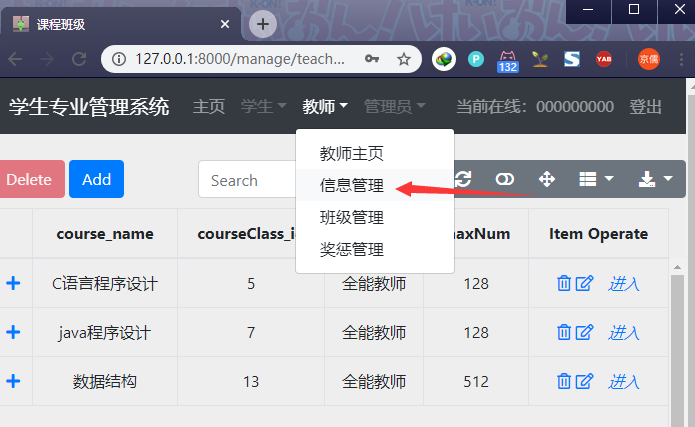 课程班级
127.0.0.1:8000/manage/teach...
132
YAB
京儒
学生专业管理系统 主页 学生 教师 管理员 当前在线：000000000 登出
教师主页
信息管理
班级管理
奖惩管理
Delete Add Search
course_name courseClass_i axNum Item Operate
C语言程序设计 5 全能教师 128 进入
java程序设计 7 全能教师 128 进入
数据结构 13 全能教师 512 进入